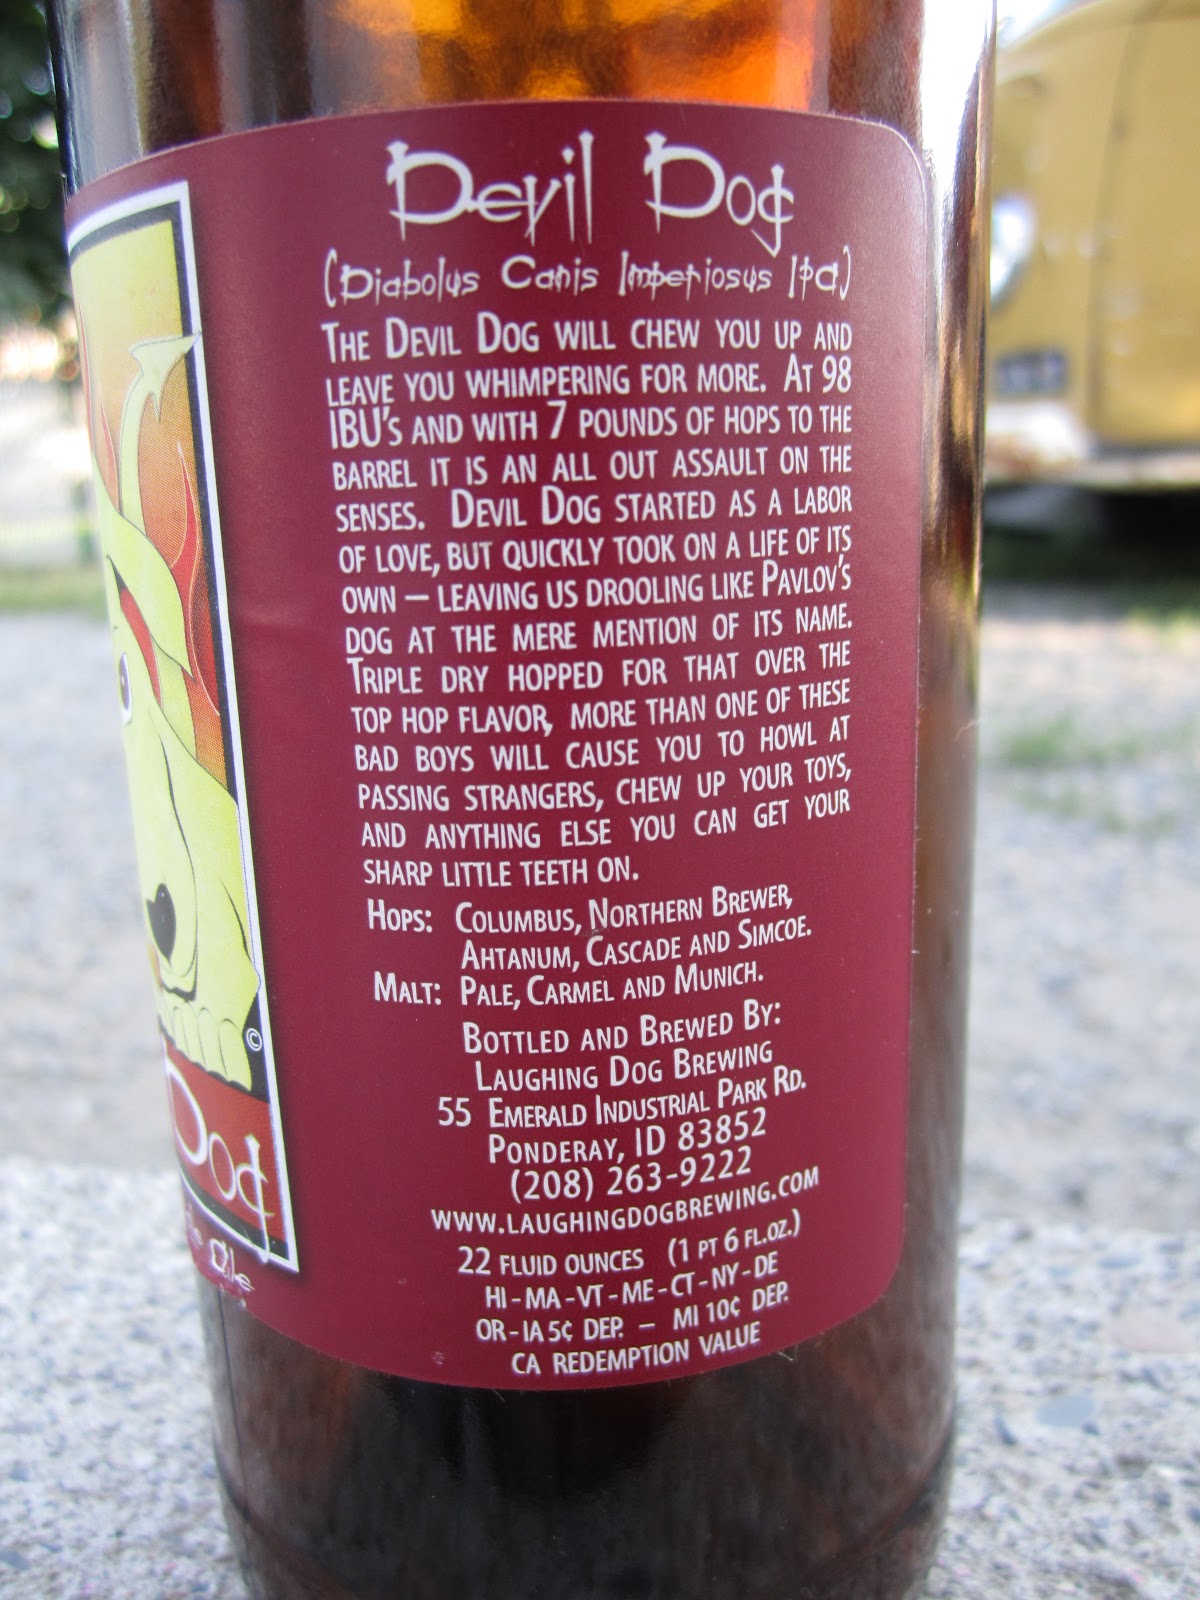 Devil Dog
(Diabolus Canis Imperiosus IPA)
THE DEVIL DOG WILL CHEW YOU UP AND
LEAVE YOU WHIMPERING FOR MORE. AT 98
IBU'S AND WITH 7 POUNDS OF HOPS TO THE
BARREL IT IS AN ALL OUT ASSAULT ON THE
SENSES. DEVIL DOG STARTED AS A LABOR
OF LOVE, BUT QUICKLY TOOK ON A LIFE OF ITS
OWN – LEAVING US DROOLING LIKE PAVLOV'S
DOG AT THE MERE MENTION OF ITS NAME.
TRIPLE DRY HOPPED FOR THAT OVER THE
TOP HOP FLAVOR, MORE THAN ONE OF THESE
BAD BOYS WILL CAUSE YOU TO HOWL AT
PASSING STRANGERS, CHEW UP YOUR TOYS,
AND ANYTHING ELSE YOU CAN GET YOUR
SHARP LITTLE TEETH ON.
HOPS: COLUMBUS, NORTHERN BREWER,
AHTANUM, CASCADE AND SIMCOE.
MALT: PALE, CARMEL AND MUNICH.
BOTTLED AND BREWED BY:
LAUGHING DOG BREWING
55 EMERALD INDUSTRIAL PARK RD.
PONDERAY, ID 83852
(208) 263-9222
WWW.LAUGHINGDOGBREWING.COM
22 FLUID OUNCES (1 PT 6 FL.OZ.)
HI-MA-VT-ME-CT-NY-DE
OR-IA 5¢ DEP. – MI 10¢ DEP.
CA REDEMPTION VALUE
©
Dog
Ale